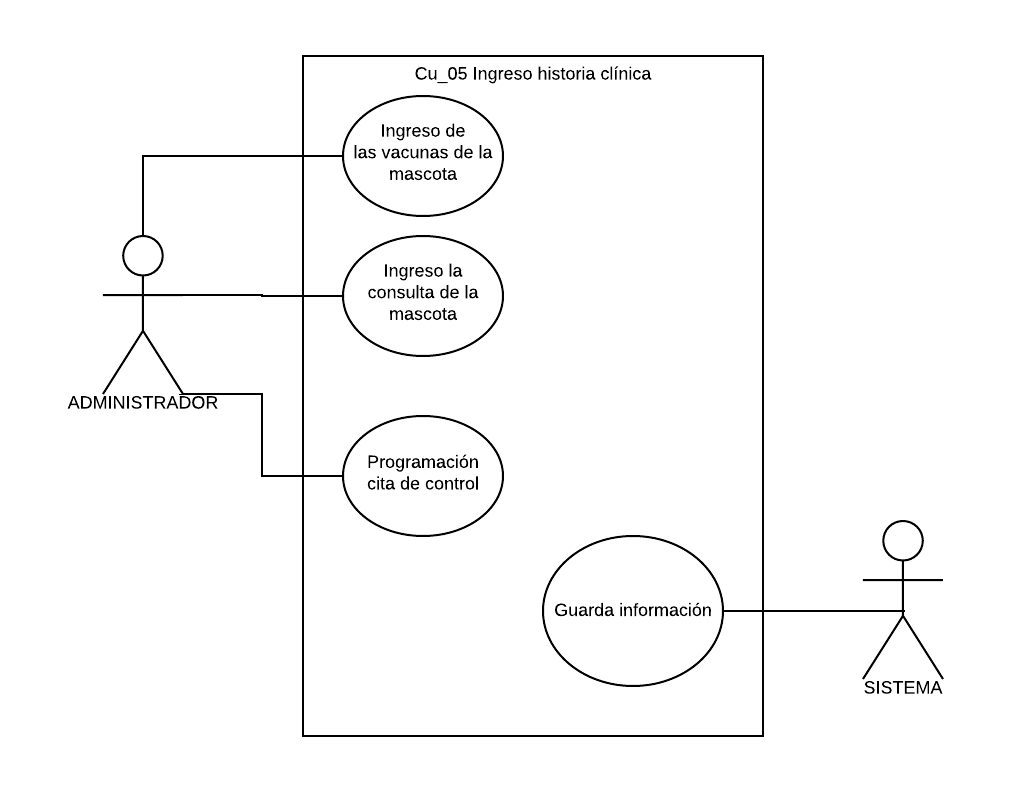 Cu_05 Ingreso historia clínica
Ingreso de
las vacunas de la
mascota
Ingreso la
consulta de la
mascota
ADMINISTRADOR
Programación
cita de control
Guarda información
SISTEMA